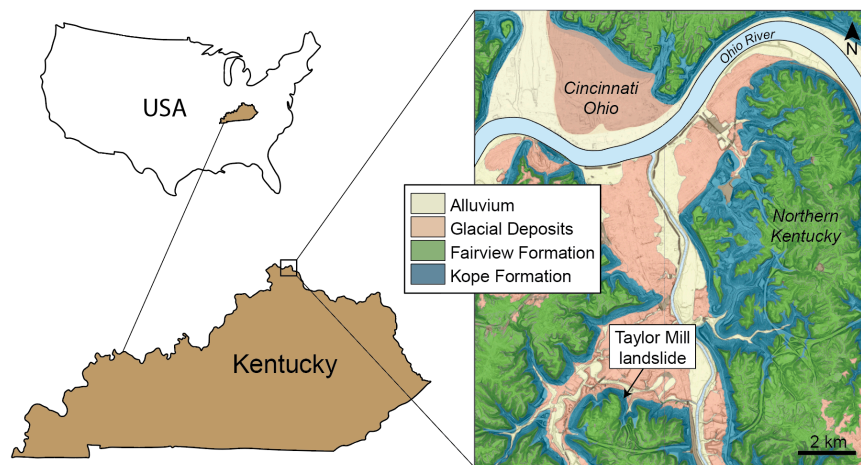 USA
Kentucky
Ohio River
N
Cincinnati
Ohio
Alluvium
Glacial Deposits
Fairview Formation
Kope Formation
Northern
Kentucky
Taylor Mill
landslide
2 km